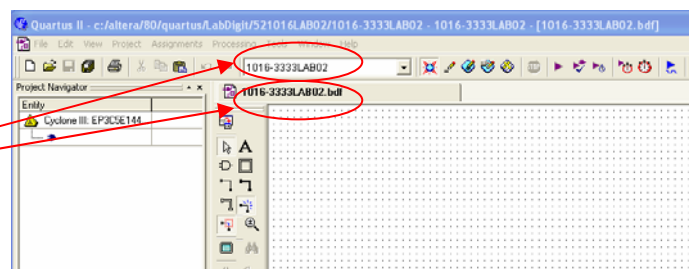 Quartus II - c:/altera/80/quartus/LabDigit/521016LAB02/1016-3333LAB02 - 1016-3333LAB02 - [1016-3333LAB02.bdf]
File Edit View Project Assignments Processing Tools Window Help
1016-3333LAB02
Project Navigator
1016-3333LAB02.bdf
Entity
Cyclone III: EP3C5E144
A